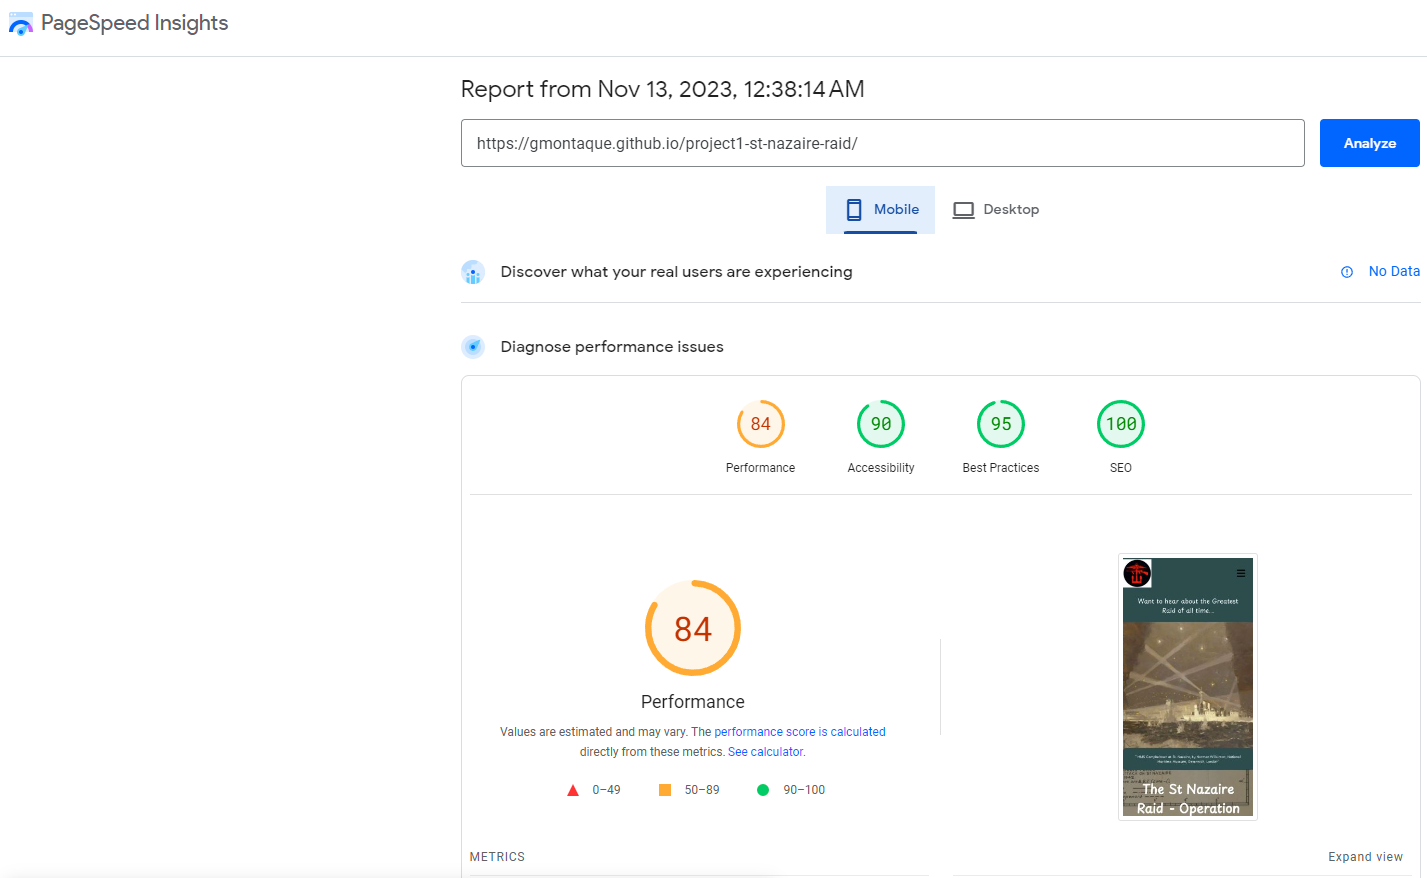 PageSpeed Insights
Report from Nov 13, 2023, 12:38:14 AM
https://gmontaque.github.io/project1-st-nazaire-raid/
Analyze
Mobile
Desktop
Discover what your real users are experiencing
No Data
Diagnose performance issues
84
90
95
100
Performance
Accessibility
Best Practices
SEO
84
Performance
Values are estimated and may vary. The performance score is calculated
directly from these metrics. See calculator.
0–49
50–89
90–100
Want to hear about the Greatest
Raid of all time...
The St Nazaire
Raid - Operation
METRICS
Expand view